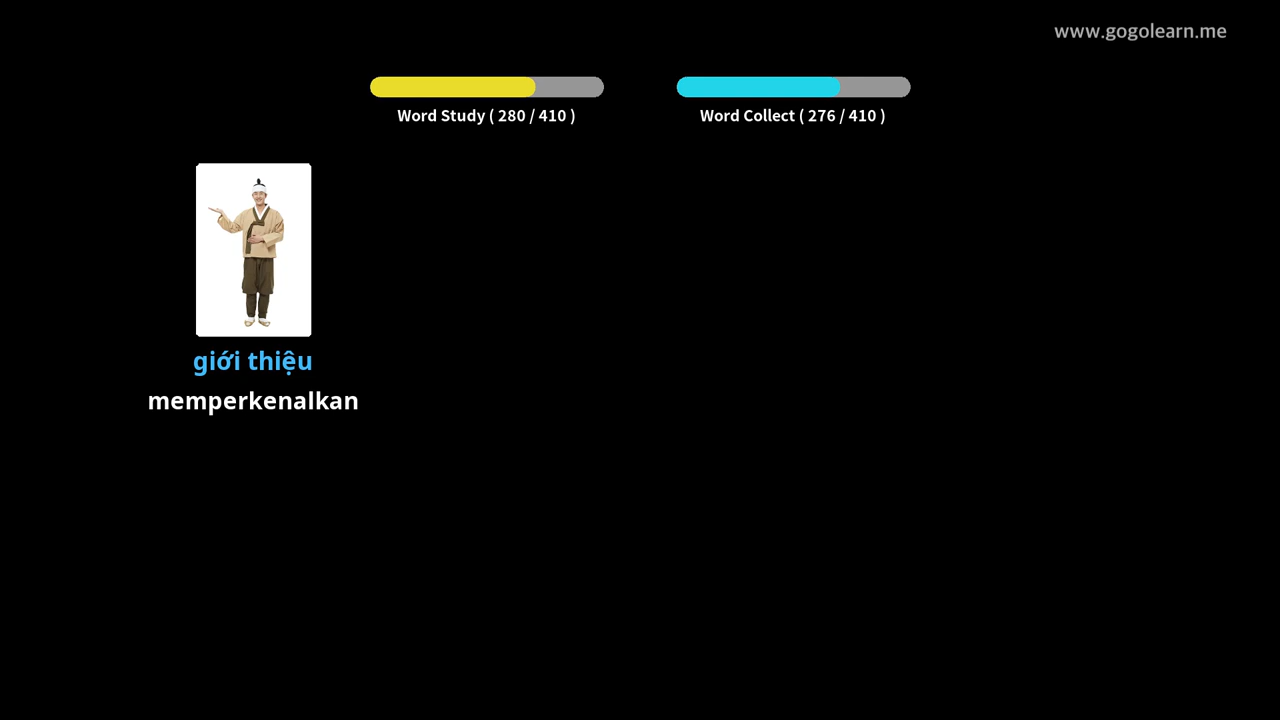 www.gogolearn.me
Word Study ( 280 / 410 )
Word Collect ( 276 / 410 )
giới thiệu
memperkenalkan